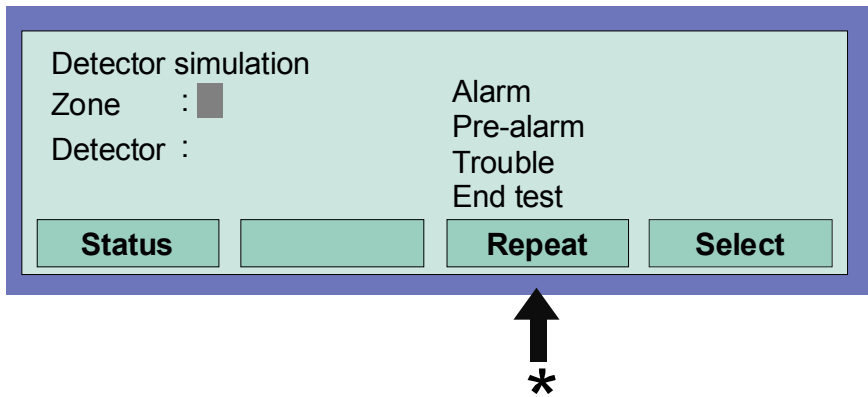 Detector simulation
Zone :
Detector :
Alarm
Pre-alarm
Trouble
End test
Status Repeat Select
*